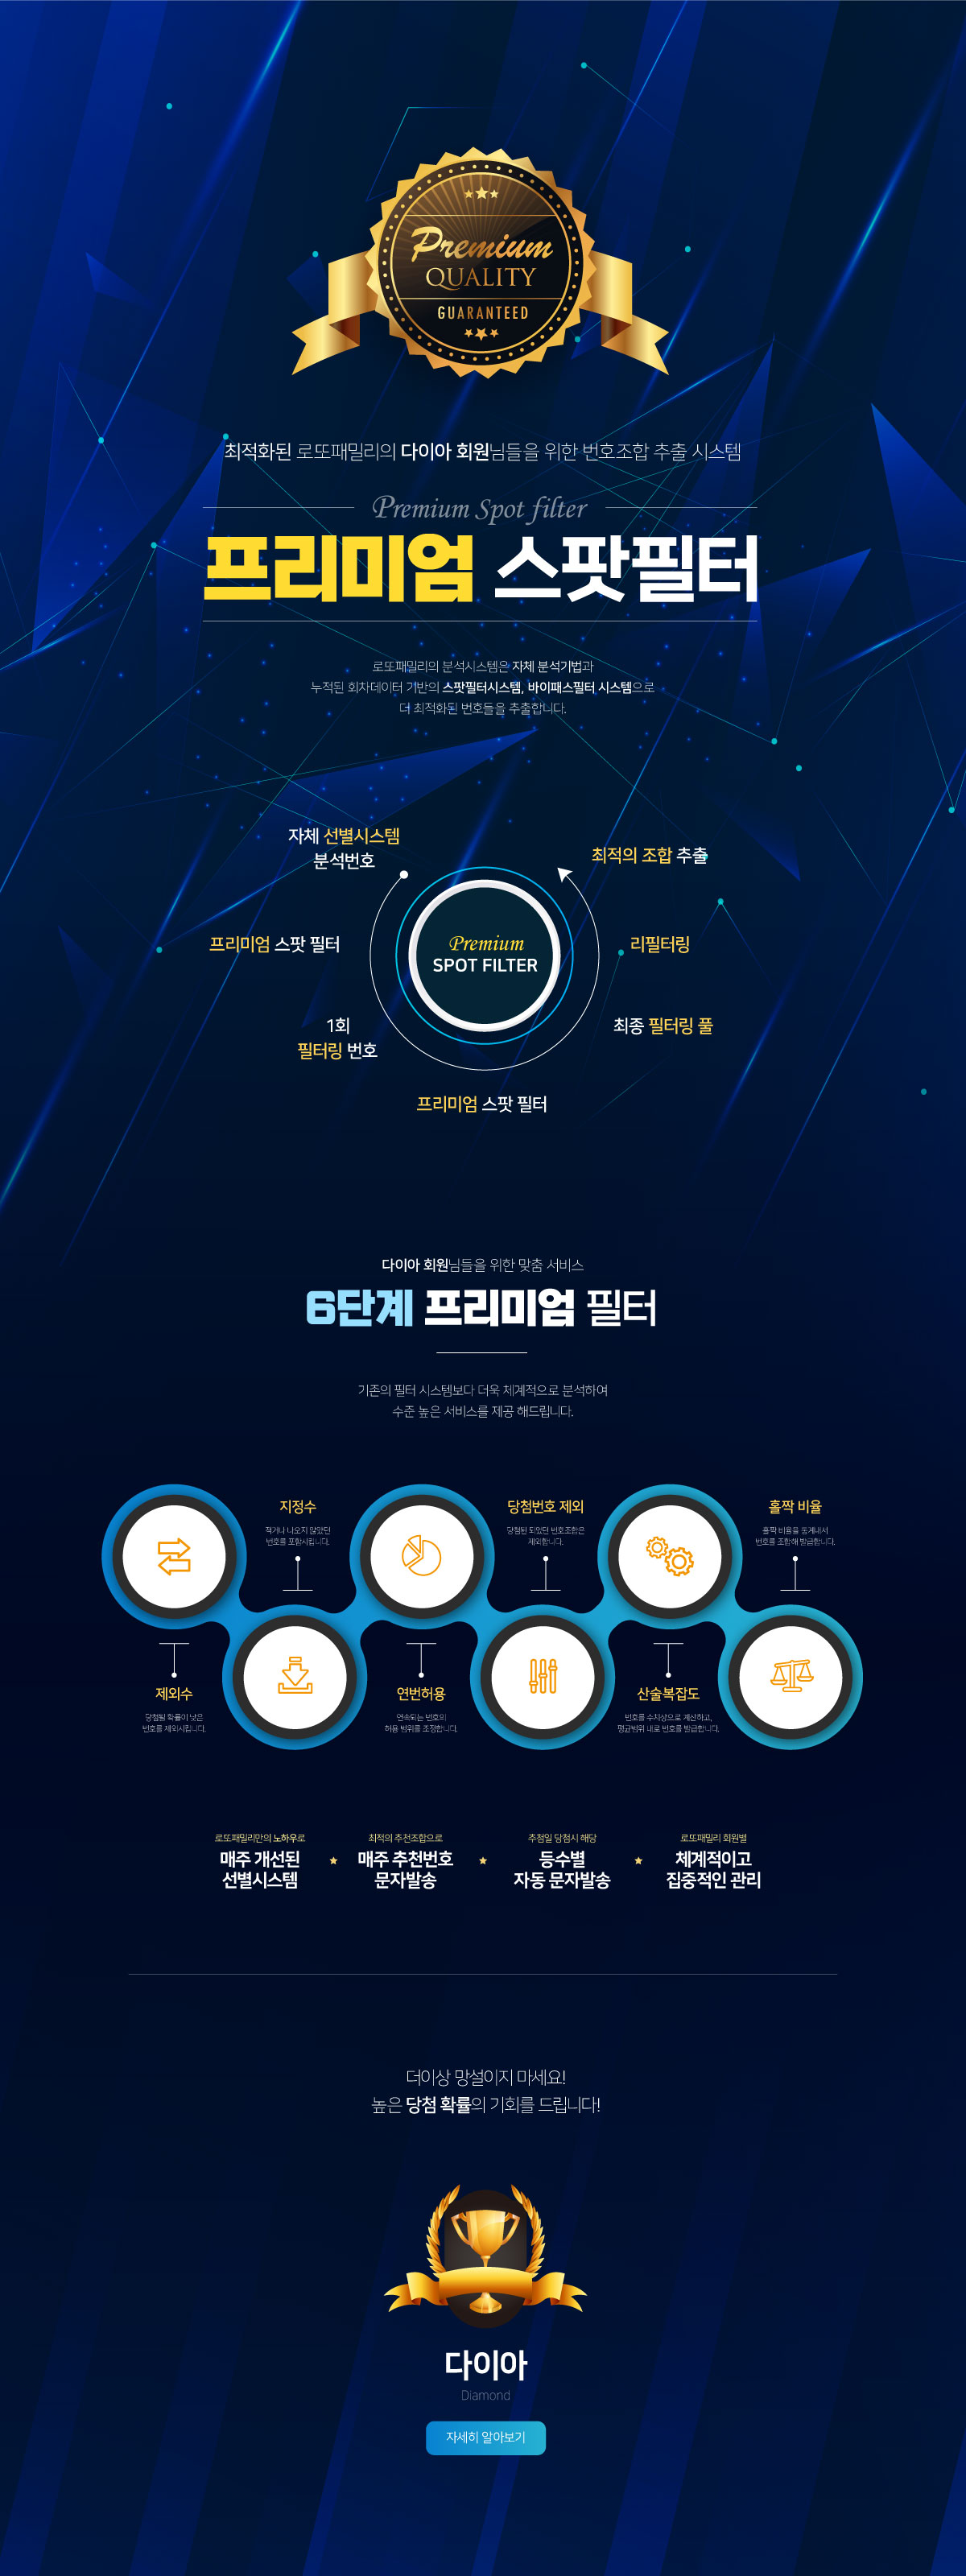 Premium
QUALITY
GUARANTEED
최적화된 로또패밀리의 다이아 회원님들을 위한 번호조합 추출 시스템
Premium Spot filter
프리미엄 스팟필터
로또패밀리의 분석시스템은 자체 분석기법과
누적된 회차데이터 기반의 스팟필터시스템, 바이패스필터 시스템으로
더 최적화된 번호들을 추출합니다.
자체 선별시스템
분석번호
최적의 조합 추출
프리미엄 스팟 필터
Premium
SPOT FILTER
리필터링
1회
필터링 번호
최종 필터링 풀
프리미엄 스팟 필터
다이아 회원님들을 위한 맞춤 서비스
6단계 프리미엄 필터
기존의 필터 시스템보다 더욱 체계적으로 분석하여
수준 높은 서비스를 제공 해드립니다.
지정수
적거나 나오지 않았던
번호를 포함시킵니다.
당첨번호 제외
당첨된 되었던 번호조합은
제외합니다.
홀짝 비율
홀짝 비율을 통계내서
번호를 조합해 발급합니다.
제외수
당첨될 확률이 낮은
번호를 제외시킵니다.
연번허용
연속되는 번호의
허용 범위를 조정합니다.
산술복잡도
번호를 수치상으로 계산하고,
평균범위 내로 번호를 발급합니다.
로또패밀리만의 노하우로
매주 개선된
선별시스템
최적의 추천조합으로
매주 추천번호
문자발송
추첨일 당첨시 해당
등수별
자동 문자발송
로또패밀리 회원별
체계적이고
집중적인 관리
더이상 망설이지 마세요!
높은 당첨 확률의 기회를 드립니다!
다이아
Diamond
자세히 알아보기